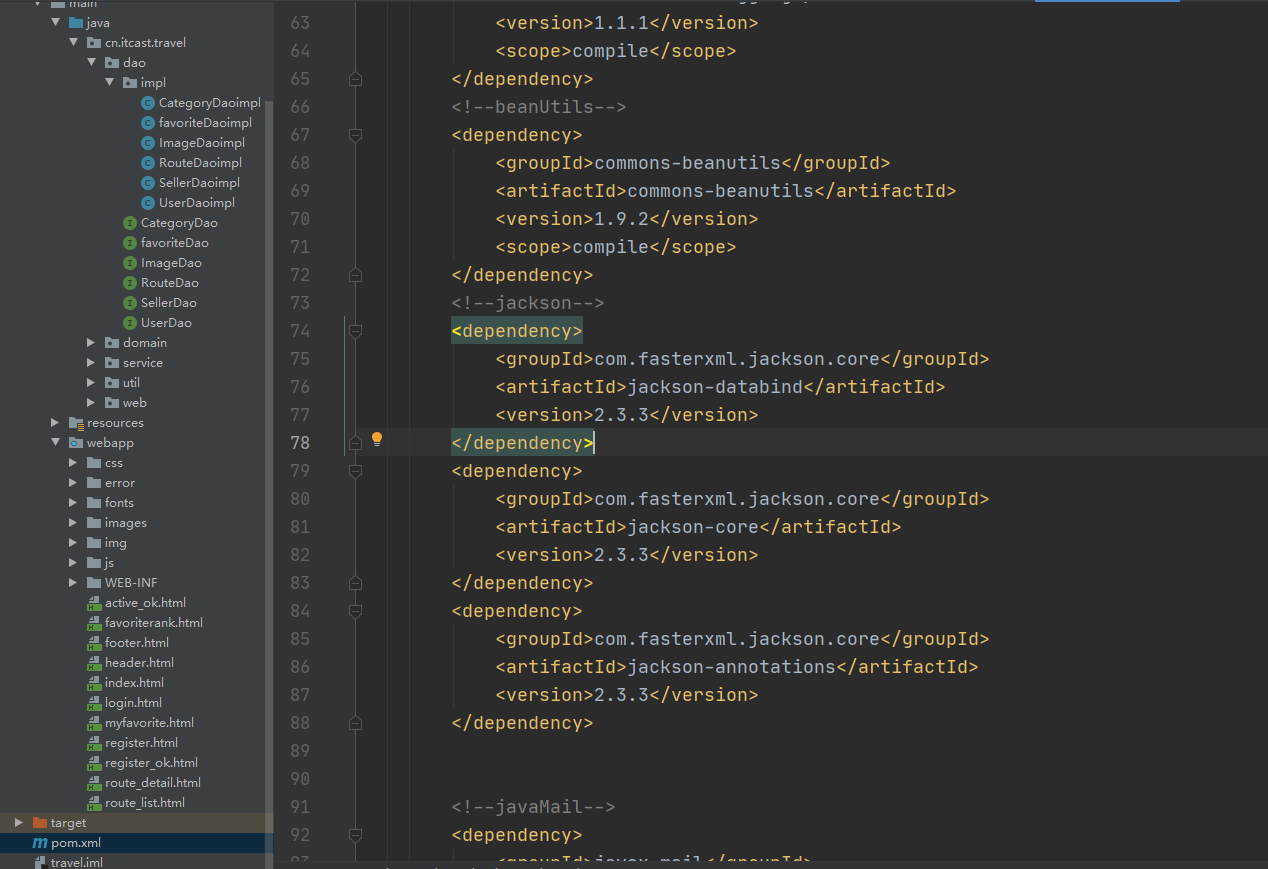 main
java
cn.itcast.travel
dao
impl
CategoryDaoimpl
favoriteDaoimpl
ImageDaoimpl
RouteDaoimpl
SellerDaoimpl
UserDaoimpl
CategoryDao
favoriteDao
ImageDao
RouteDao
SellerDao
UserDao
domain
service
util
web
resources
webapp
css
error
fonts
images
img
js
WEB-INF
active_ok.html
favoriterank.html
footer.html
header.html
index.html
login.html
myfavorite.html
register.html
register_ok.html
route_detail.html
route_list.html
target
pom.xml
travel.iml
63 <version>1.1.1</version>
64 <scope>compile</scope>
65 </dependency>
66 <!--beanUtils-->
67 <dependency>
68 <groupId>commons-beanutils</groupId>
69 <artifactId>commons-beanutils</artifactId>
70 <version>1.9.2</version>
71 <scope>compile</scope>
72 </dependency>
73 <!--jackson-->
74 <dependency>
75 <groupId>com.fasterxml.jackson.core</groupId>
76 <artifactId>jackson-databind</artifactId>
77 <version>2.3.3</version>
78 </dependency>
79 <dependency>
80 <groupId>com.fasterxml.jackson.core</groupId>
81 <artifactId>jackson-core</artifactId>
82 <version>2.3.3</version>
83 </dependency>
84 <dependency>
85 <groupId>com.fasterxml.jackson.core</groupId>
86 <artifactId>jackson-annotations</artifactId>
87 <version>2.3.3</version>
88 </dependency>
89
90
91 <!--javaMail-->
92 <dependency>
93 <groupId>javax.mail</groupId>